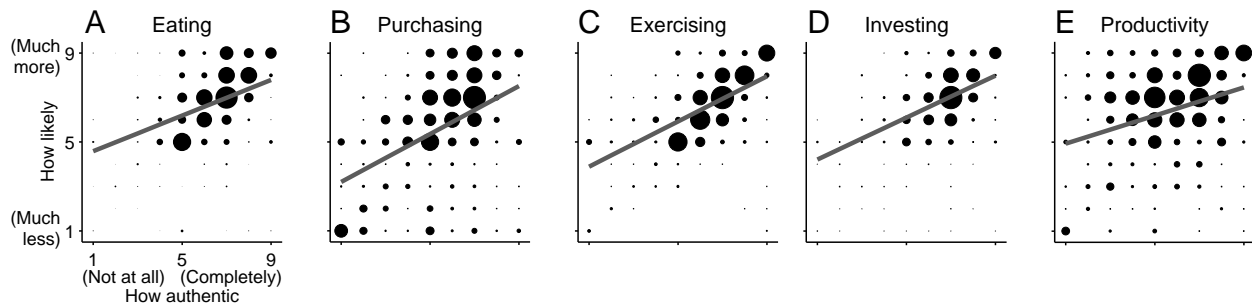 A Eating
B Purchasing
C Exercising
D Investing
E Productivity
(Much
more)
9
5
1
How likely
(Much
less)
1 5 9
(Not at all) (Completely)
How authentic